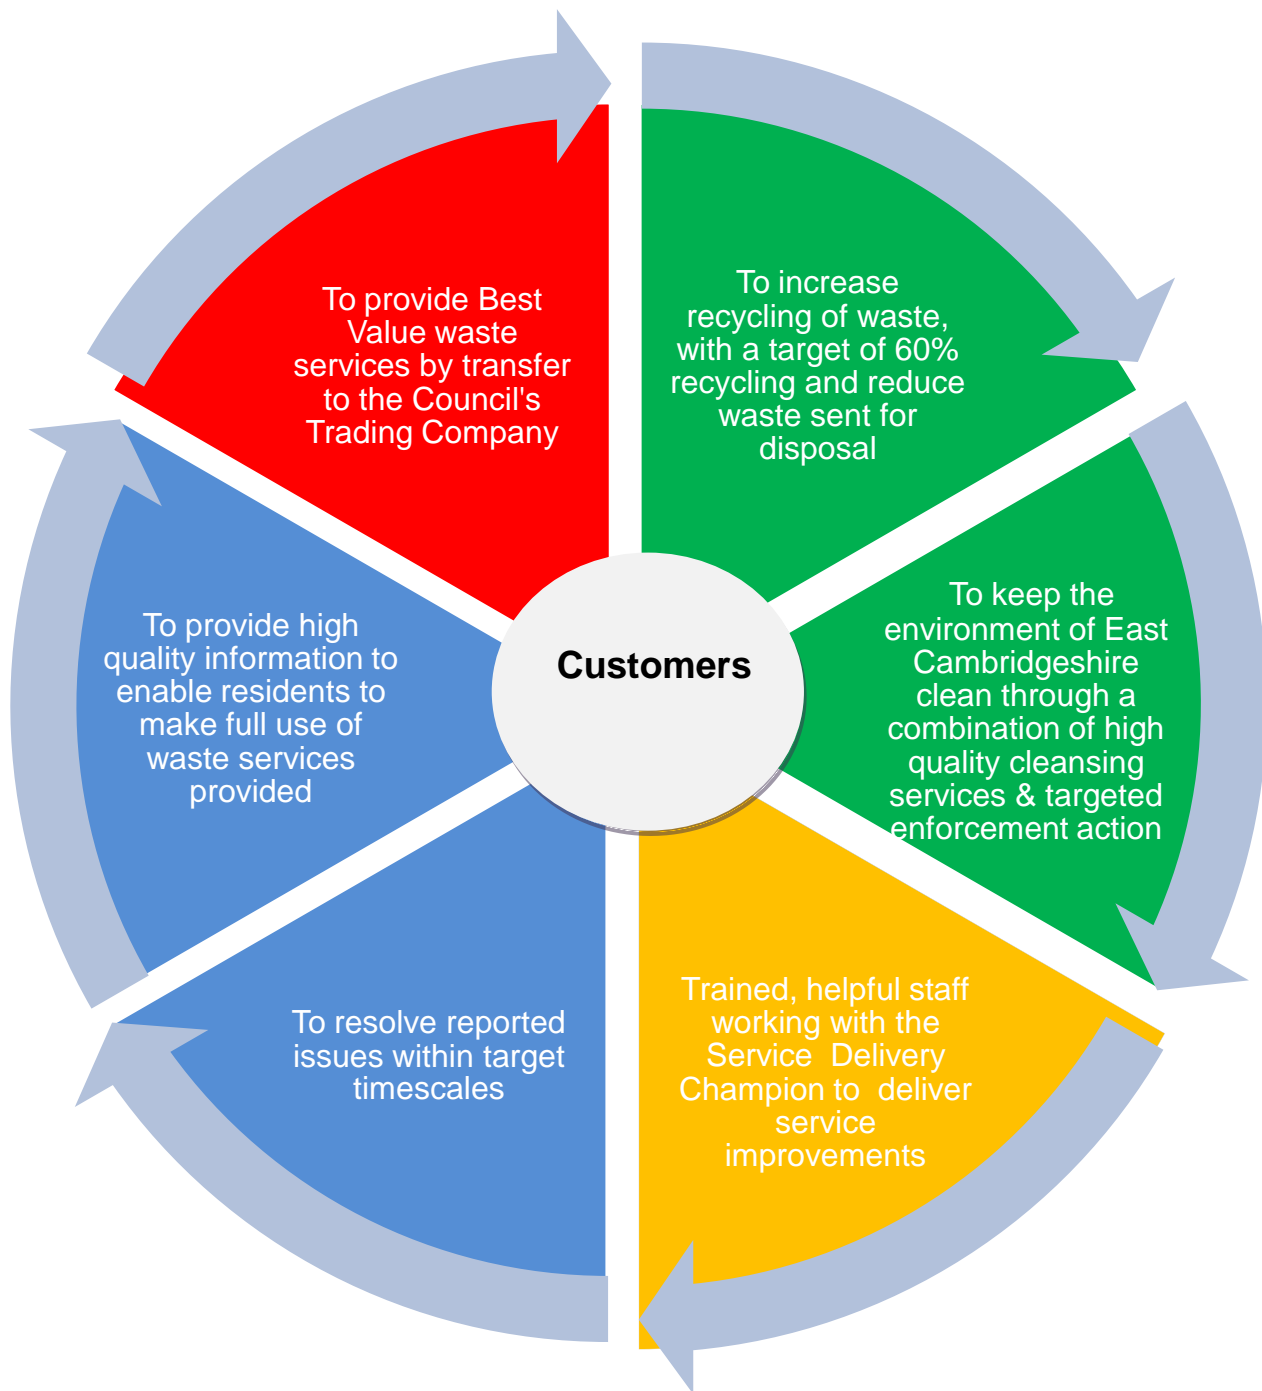 To provide Best
Value waste
services by transfer
to the Council's
Trading Company
To increase
recycling of waste,
with a target of 60%
recycling and reduce
waste sent for
disposal
To keep the
environment of East
Cambridgeshire
clean through a
combination of high
quality cleansing
services & targeted
enforcement action
Trained, helpful staff
working with the
Service Delivery
Champion to deliver
service
improvements
To resolve reported
issues within target
timescales
To provide high
quality information to
enable residents to
make full use of
waste services
provided
Customers